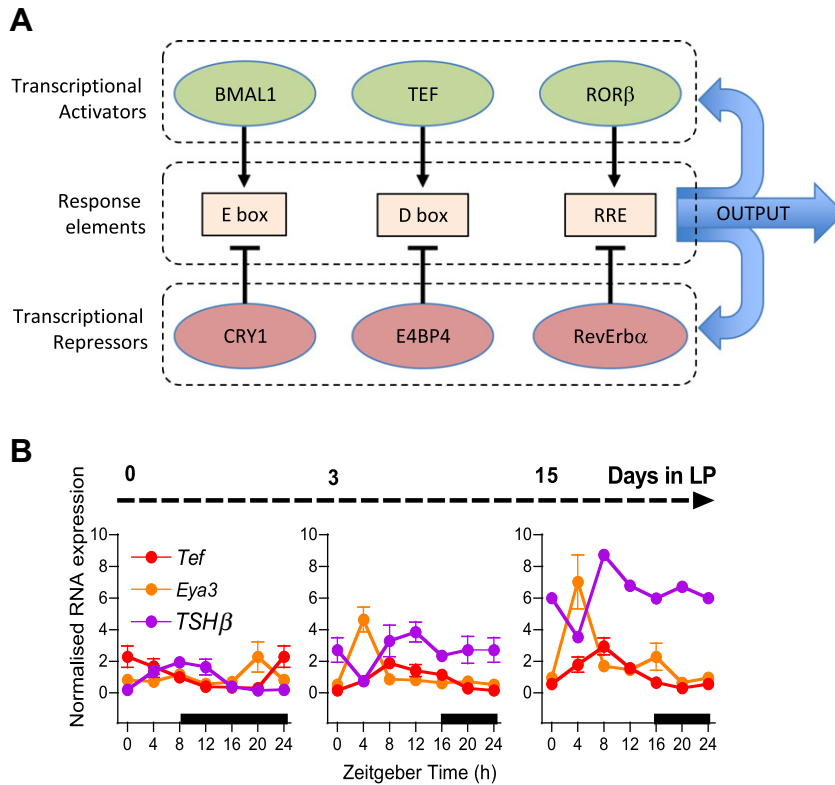 A
Transcriptional
Activators
BMAL1
TEF
RORβ
Response
elements
E box
D box
RRE
OUTPUT
Transcriptional
Repressors
CRY1
E4BP4
RevErbα
B
0
3
15
Days in LP
Normalised RNA expression
10
8
6
4
2
0
Tef
Eya3
TSHβ
0 4 8 12 16 20 24
10
8
6
4
2
0
0 4 8 12 16 20 24
10
8
6
4
2
0
0 4 8 12 16 20 24
Zeitgeber Time (h)